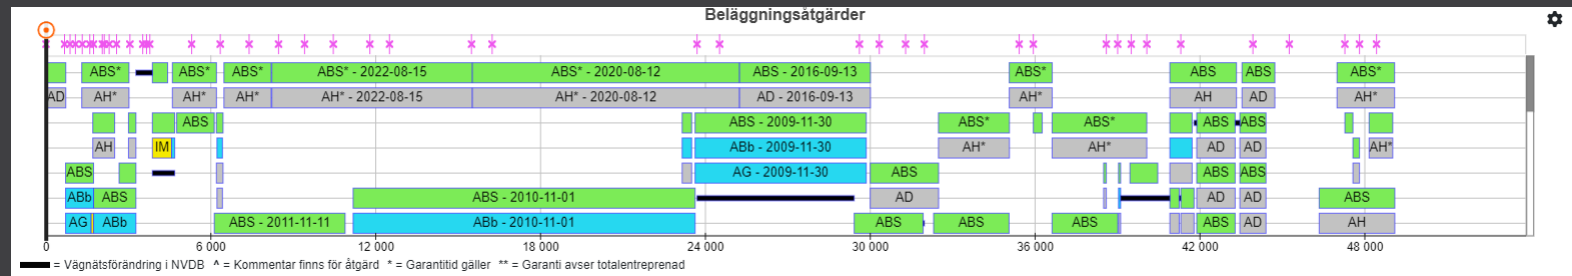 Beläggningsåtgärder
ABS* ABS* ABS* ABS* - 2022-08-15 ABS* - 2020-08-12 ABS - 2016-09-13 ABS* ABS ABS ABS*
AD AH* AH* AH* AH* - 2022-08-15 AH* - 2020-08-12 AD - 2016-09-13 AH* AH AD AH*
ABS ABS - 2009-11-30 ABS* ABS* ABS ABS
AH IM ABb - 2009-11-30 AH* AH* AD AD AH*
ABS AG - 2009-11-30 ABS ABS ABS
ABb ABS ABS - 2010-11-01 AD AD AD ABS
AG ABb ABS - 2011-11-11 ABb - 2010-11-01 ABS ABS ABS ABS AD AH
0 6 000 12 000 18 000 24 000 30 000 36 000 42 000 48 000
= Vägnätsförändring i NVDB ^ = Kommentar finns för åtgärd * = Garantitid gäller ** = Garanti avser totalentreprenad